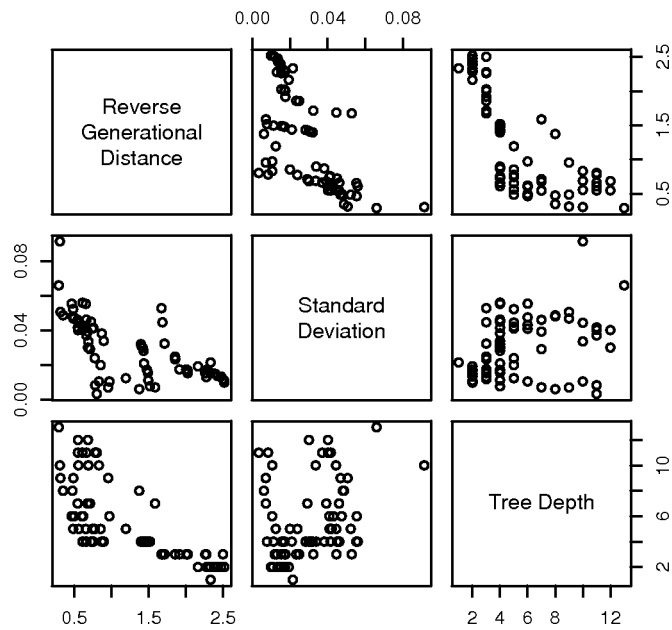 0.00 0.04 0.08
Reverse
Generational
Distance
0.5 1.5 2.5
0.00 0.04 0.08
Standard
Deviation
Tree Depth
2 6 10
0.5 1.5 2.5
2 4 6 8 12